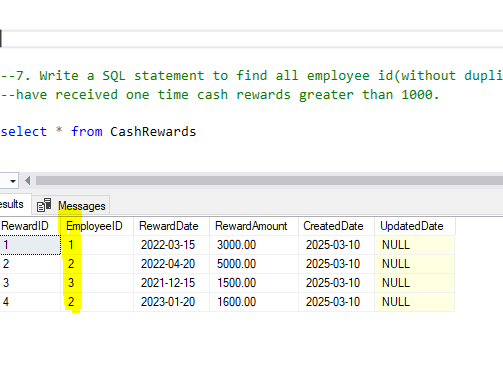 --7. Write a SQL statement to find all employee id(without dupli
--have received one time cash rewards greater than 1000.
select * from CashRewards
esults Messages
RewardID EmployeeID RewardDate RewardAmount CreatedDate UpdatedDate
1 1 2022-03-15 3000.00 2025-03-10 NULL
2 2 2022-04-20 5000.00 2025-03-10 NULL
3 3 2021-12-15 1500.00 2025-03-10 NULL
4 2 2023-01-20 1600.00 2025-03-10 NULL